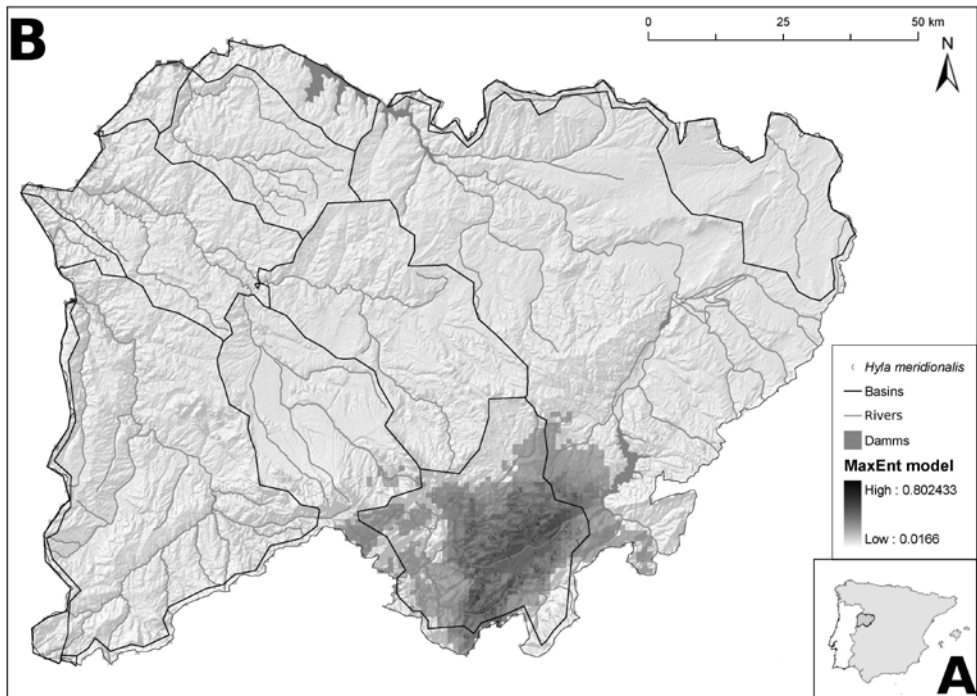 B
0 25 50 km
N
Hyla meridionalis
Basins
Rivers
Damms
MaxEnt model
High : 0.802433
Low : 0.0166
A